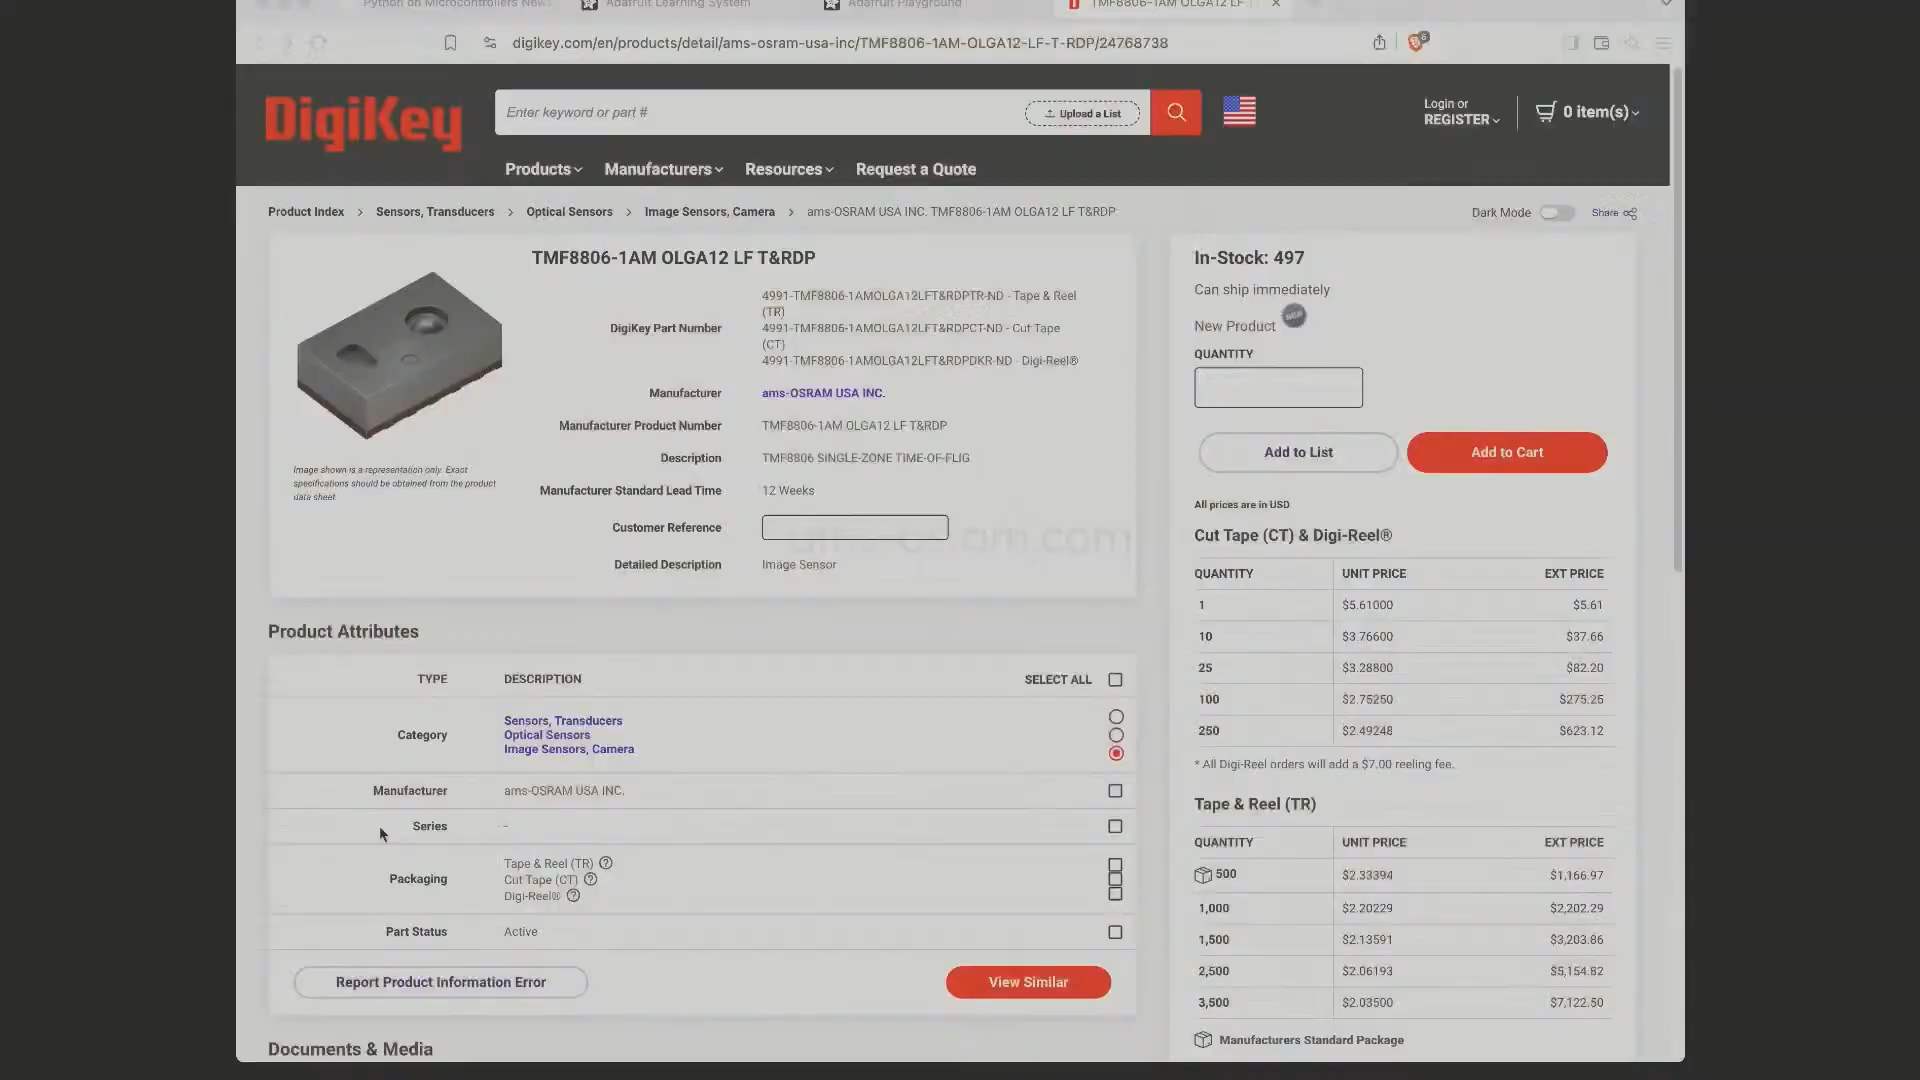 Python on Microcontrollers News
Adafruit Learning System
Adafruit Playground
TMF8806-1AM OLGA12 LF
digikey.com/en/products/detail/ams-osram-usa-inc/TMF8806-1AM-OLGA12-LF-T-RDP/24768738
6
DigiKey
Enter keyword or part #
Upload a List
Login or
REGISTER
0 item(s)
Products
Manufacturers
Resources
Request a Quote
Product Index > Sensors, Transducers > Optical Sensors > Image Sensors, Camera > ams-OSRAM USA INC. TMF8806-1AM OLGA12 LF T&RDP
Dark Mode
Share
TMF8806-1AM OLGA12 LF T&RDP
DigiKey Part Number
4991-TMF8806-1AMOLGA12LFT&RDPTR-ND - Tape & Reel
(TR)
4991-TMF8806-1AMOLGA12LFT&RDPCT-ND - Cut Tape
(CT)
4991-TMF8806-1AMOLGA12LFT&RDPDKR-ND - Digi-Reel®
Manufacturer ams-OSRAM USA INC.
Manufacturer Product Number TMF8806-1AM OLGA12 LF T&RDP
Description TMF8806 SINGLE-ZONE TIME-OF-FLIG
Manufacturer Standard Lead Time 12 Weeks
Customer Reference
Detailed Description Image Sensor
Image shown is a representation only. Exact
specifications should be obtained from the product
data sheet
Product Attributes
TYPE DESCRIPTION SELECT ALL
Category
Sensors, Transducers
Optical Sensors
Image Sensors, Camera
Manufacturer ams-OSRAM USA INC.
Series -
Packaging
Tape & Reel (TR)
Cut Tape (CT)
Digi-Reel®
Part Status Active
Report Product Information Error
View Similar
Documents & Media
In-Stock: 497
Can ship immediately
New Product NEW
QUANTITY
Add to List
Add to Cart
All prices are in USD
Cut Tape (CT) & Digi-Reel®
QUANTITY UNIT PRICE EXT PRICE
1 $5.61000 $5.61
10 $3.76600 $37.66
25 $3.28800 $82.20
100 $2.75250 $275.25
250 $2.49248 $623.12
* All Digi-Reel orders will add a $7.00 reeling fee.
Tape & Reel (TR)
QUANTITY UNIT PRICE EXT PRICE
500 $2.33394 $1,166.97
1,000 $2.20229 $2,202.29
1,500 $2.13591 $3,203.86
2,500 $2.06193 $5,154.82
3,500 $2.03500 $7,122.50
Manufacturers Standard Package